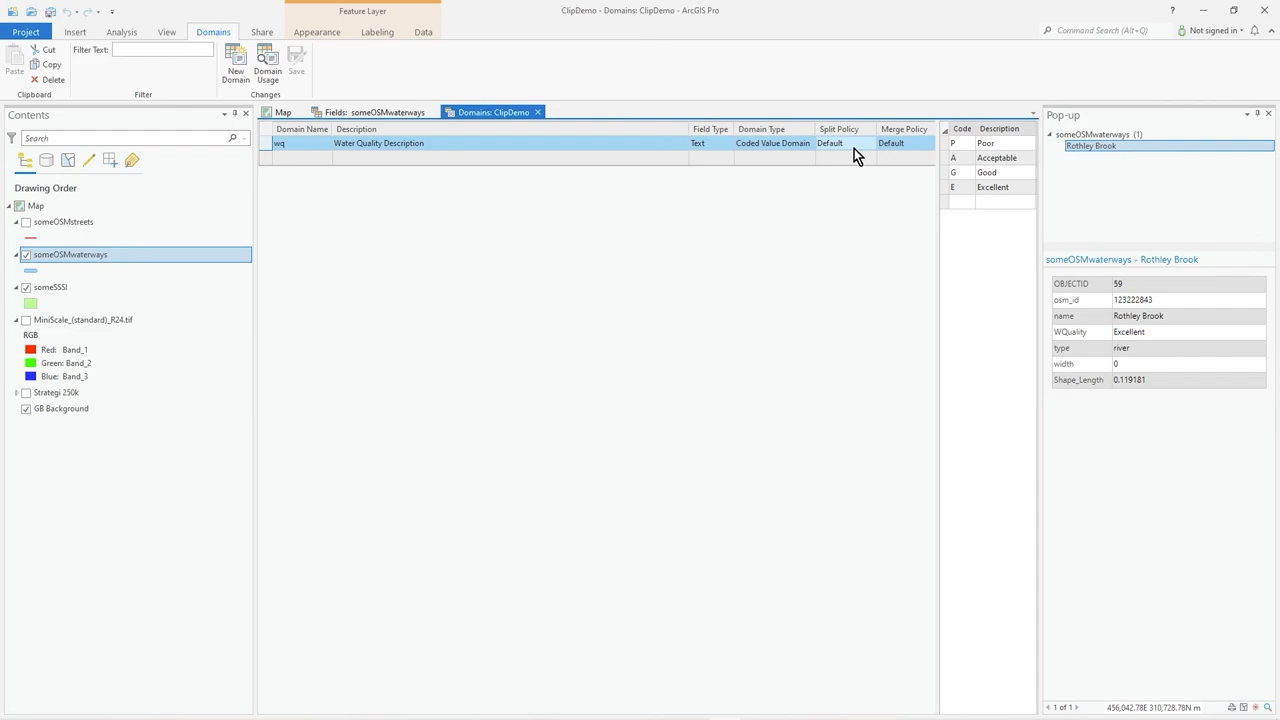 ClipDemo - Domains: ClipDemo - ArcGIS Pro
Feature Layer
?
Project Insert Analysis View Domains Share Appearance Labeling Data
Command Search (Alt+Q)
Not signed in
Paste
Cut
Copy
Delete
Clipboard
Filter Text:
Filter
New Domain
Domain Usage
Save
Changes
Contents
Search
Drawing Order
Map
someOSMstreets
someOSMwaterways
someSSSI
MiniScale_(standard)_R24.tif
RGB
Red: Band_1
Green: Band_2
Blue: Band_3
Strategi 250k
GB Background
Map
Fields: someOSMwaterways
Domains: ClipDemo
Domain Name Description Field Type Domain Type Split Policy Merge Policy
wq Water Quality Description Text Coded Value Domain Default Default
Code Description
P Poor
A Acceptable
G Good
E Excellent
Pop-up
someOSMwaterways (1)
Rothley Brook
someOSMwaterways - Rothley Brook
OBJECTID 59
osm_id 123222843
name Rothley Brook
WQuality Excellent
type river
width 0
Shape_Length 0.119181
1 of 1
456,042.78E 310,728.78N m